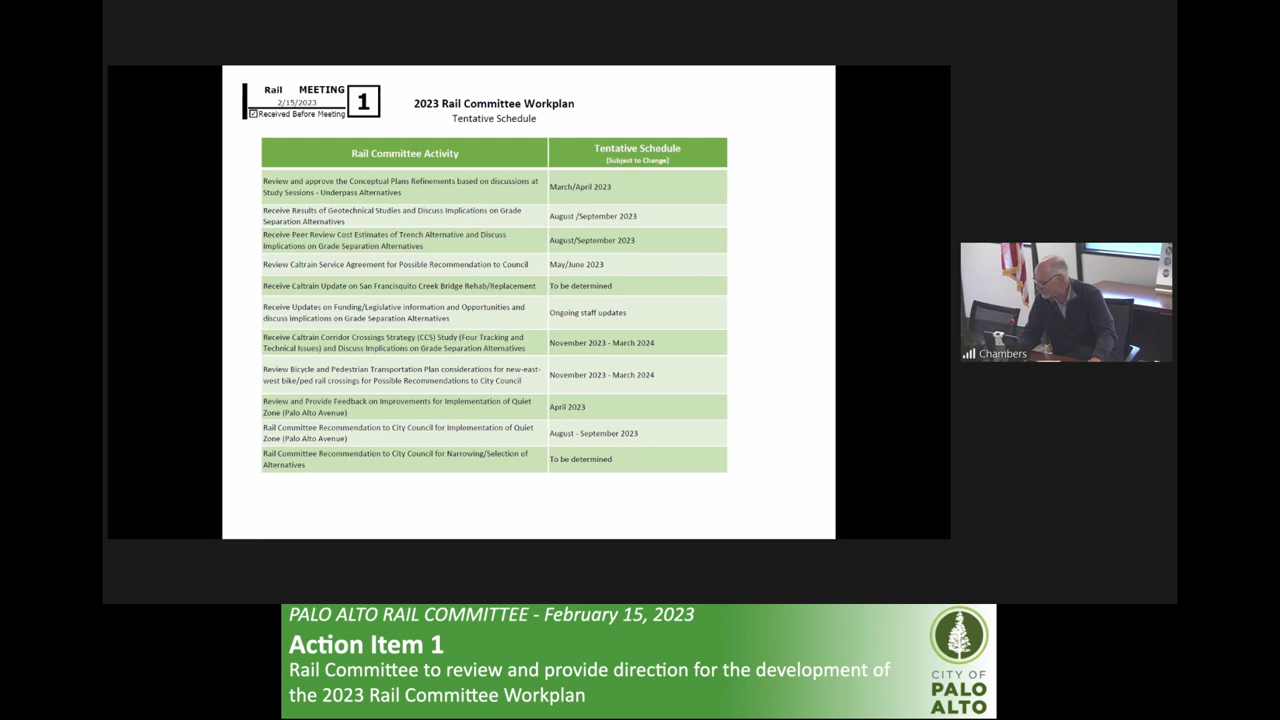 Rail MEETING
2/15/2023
Received Before Meeting
1
2023 Rail Committee Workplan
Tentative Schedule
Rail Committee Activity
Tentative Schedule
(Subject to Change)
Review and approve the Conceptual Plans Refinements based on discussions at
Study Sessions - Underpass Alternatives
March/April 2023
Receive Results of Geotechnical Studies and Discuss Implications on Grade
Separation Alternatives
August /September 2023
Receive Peer Review Cost Estimates of Trench Alternative and Discuss
Implications on Grade Separation Alternatives
August/September 2023
Review Caltrain Service Agreement for Possible Recommendation to Council
May/June 2023
Receive Caltrain Update on San Francisquito Creek Bridge Rehab/Replacement
To be determined
Receive Updates on Funding/Legislative information and Opportunities and
discuss implications on Grade Separation Alternatives
Ongoing staff updates
Receive Caltrain Corridor Crossings Strategy (CCS) Study (Four Tracking and
Technical Issues) and Discuss Implications on Grade Separation Alternatives
November 2023 - March 2024
Review Bicycle and Pedestrian Transportation Plan considerations for new-east-
west bike/ped rail crossings for Possible Recommendations to City Council
November 2023 - March 2024
Review and Provide Feedback on Improvements for Implementation of Quiet
Zone (Palo Alto Avenue)
April 2023
Rail Committee Recommendation to City Council for Implementation of Quiet
Zone (Palo Alto Avenue)
August - September 2023
Rail Committee Recommendation to City Council for Narrowing/Selection of
Alternatives
To be determined
Chambers
PALO ALTO RAIL COMMITTEE - February 15, 2023
Action Item 1
Rail Committee to review and provide direction for the development of
the 2023 Rail Committee Workplan
CITY OF
PALO
ALTO